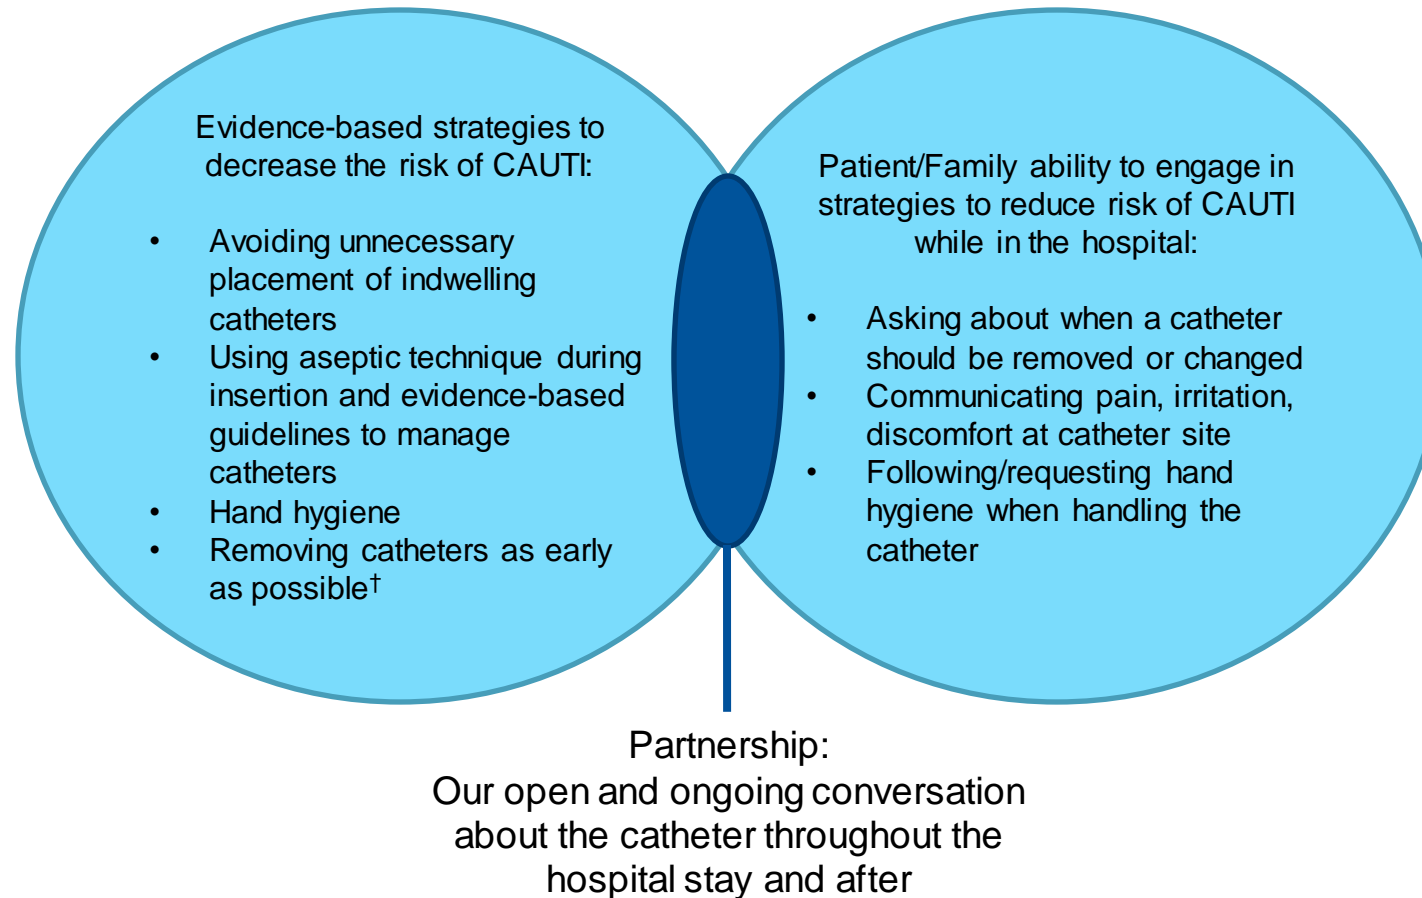 Evidence-based strategies to
decrease the risk of CAUTI:
• Avoiding unnecessary
placement of indwelling
catheters
• Using aseptic technique during
insertion and evidence-based
guidelines to manage
catheters
• Hand hygiene
• Removing catheters as early
as possible†
Patient/Family ability to engage in
strategies to reduce risk of CAUTI
while in the hospital:
• Asking about when a catheter
should be removed or changed
• Communicating pain, irritation,
discomfort at catheter site
• Following/requesting hand
hygiene when handling the
catheter
Partnership:
Our open and ongoing conversation
about the catheter throughout the
hospital stay and after